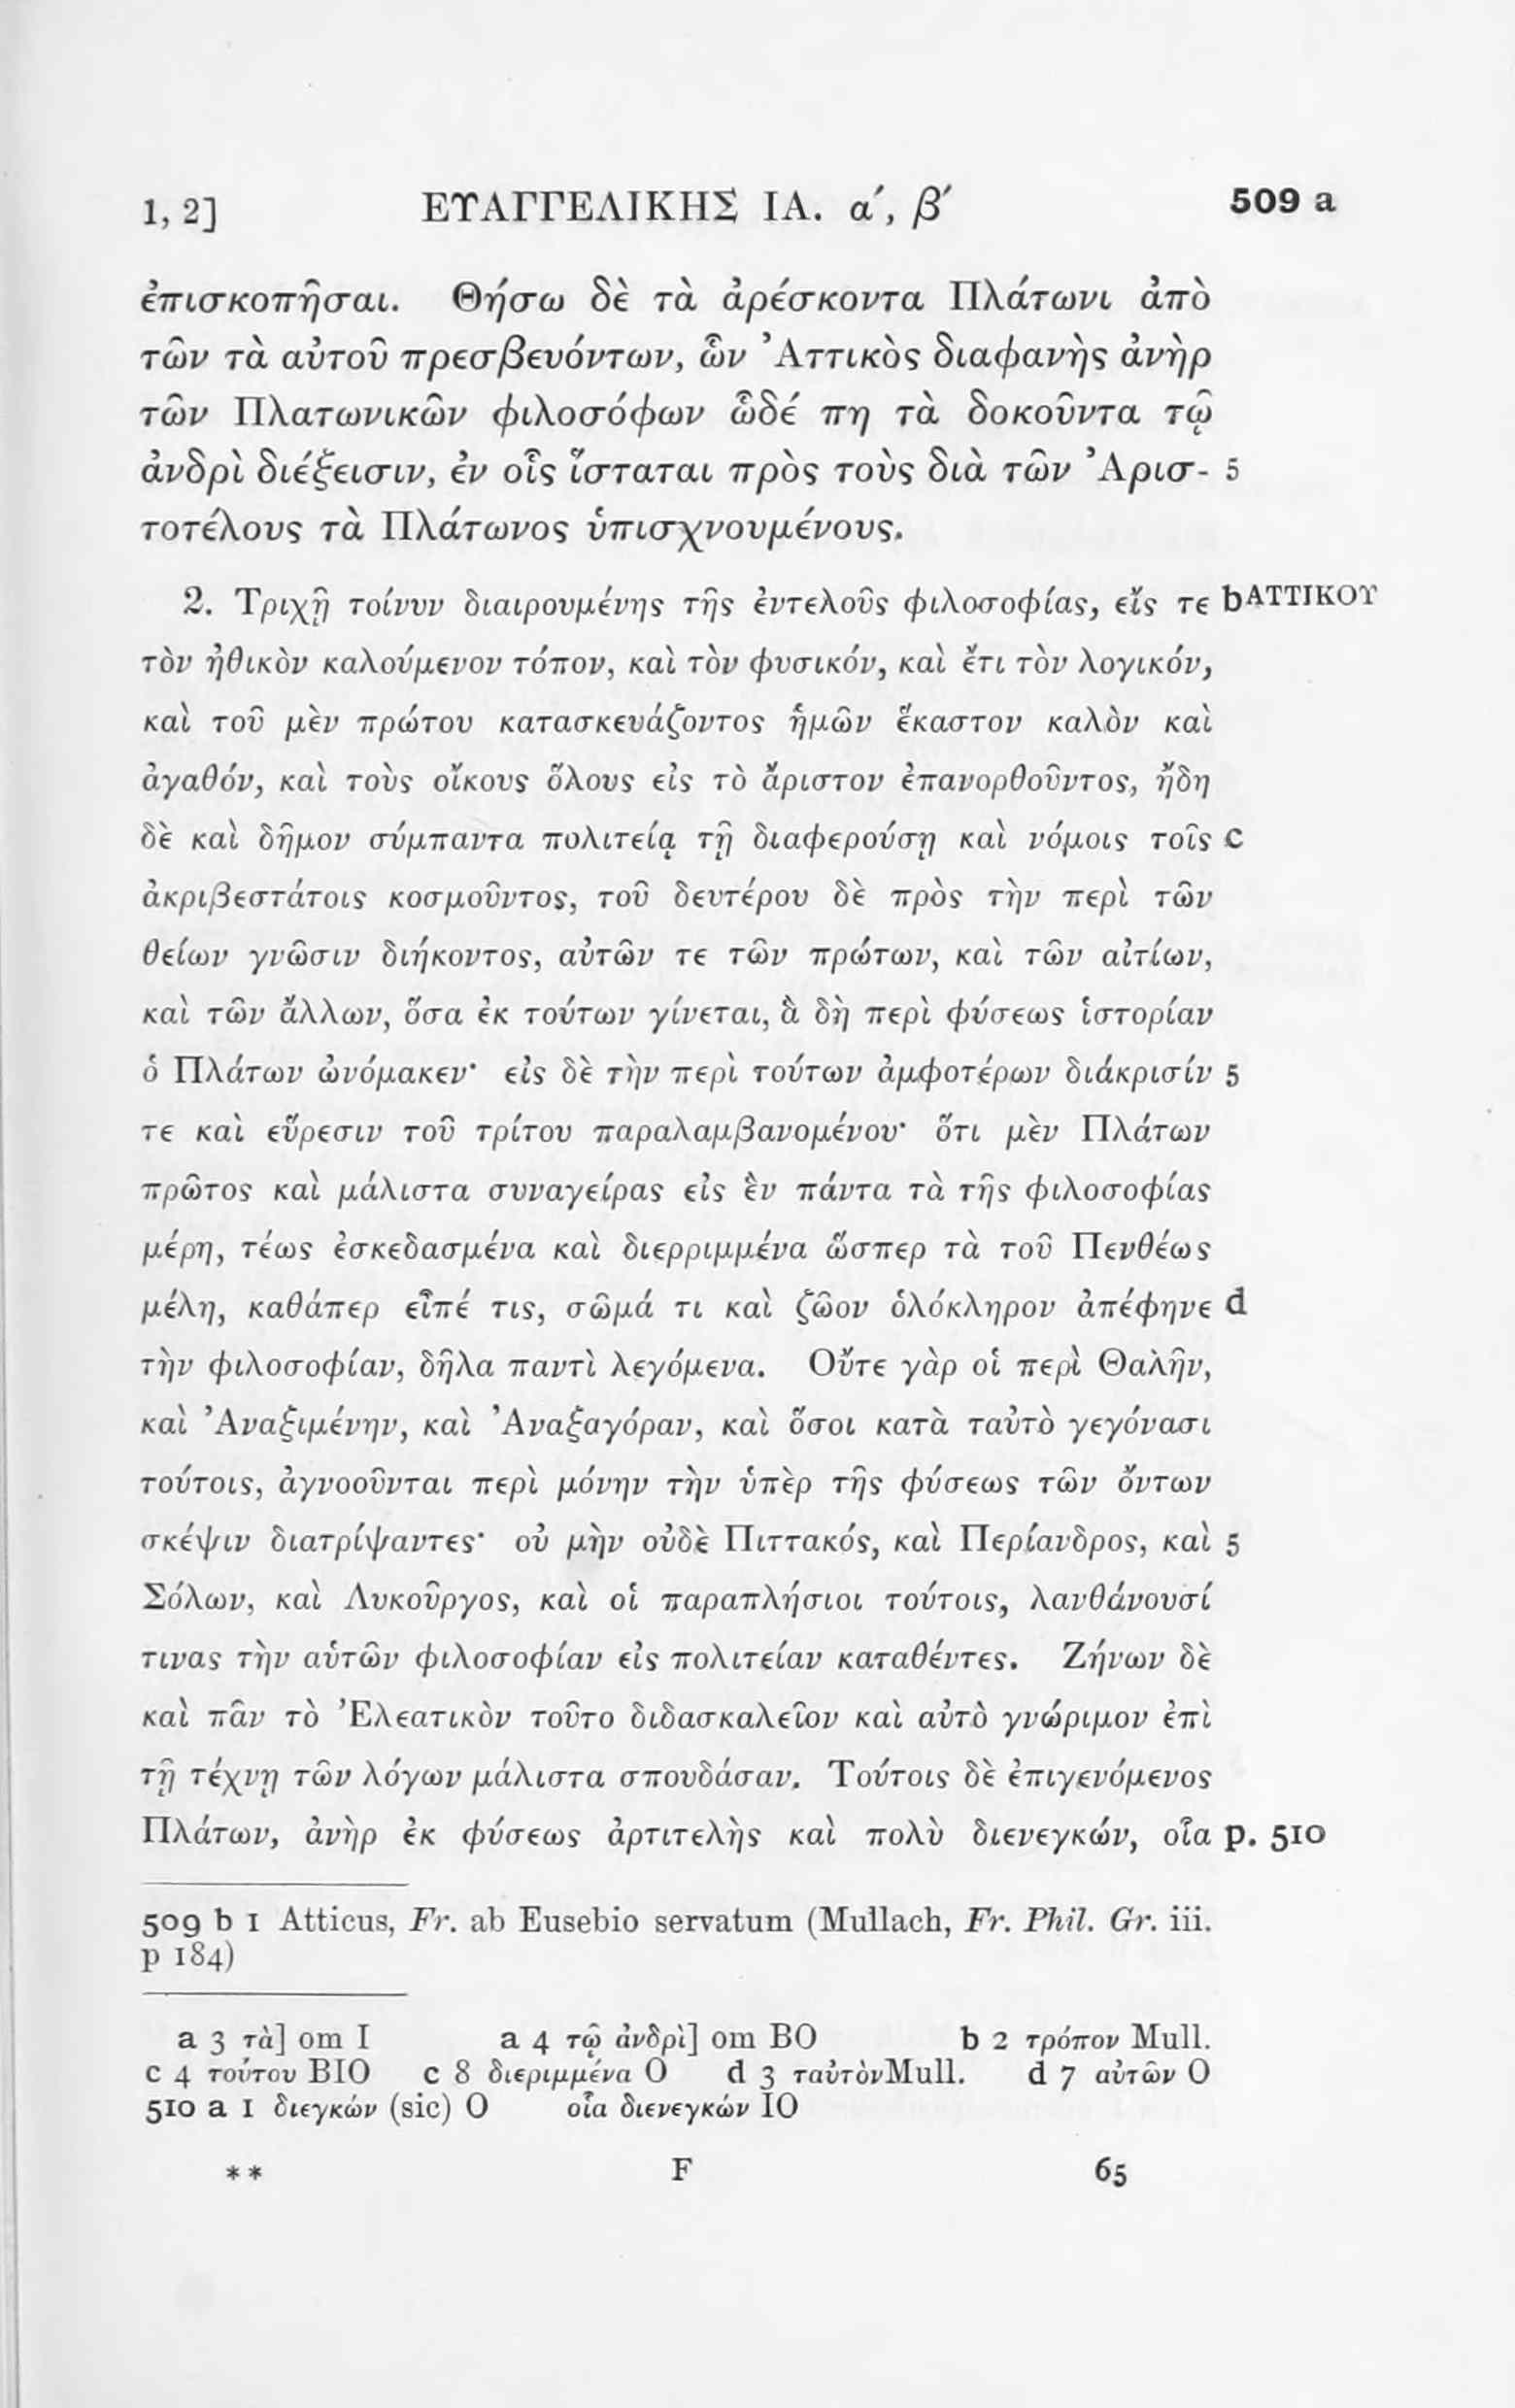 1, 2] ΕΥΑΓΓΕΛΙΚΗΣ ΙΑ. α´, β´ 509 a
ἐπισκοπῆσαι. Θήσω δὲ τὰ ἀρέσκοντα Πλάτωνι ἀπὸ
τῶν τὰ αὐτοῦ πρεσβευόντων, ὧν Ἀττικὸς διαφανὴς ἀνὴρ
τῶν Πλατωνικῶν φιλοσόφων ὧδέ πη τὰ δοκοῦντα τῷ
ἀνδρὶ διέξεισιν, ἐν οἷς ἵσταται πρὸς τοὺς διὰ τῶν Ἀρισ- 5
τοτέλους τὰ Πλάτωνος ὑπισχνουμένους.
2. Τριχῇ τοίνυν διαιρουμένης τῆς ἐντελοῦς φιλοσοφίας, εἴς τε b ΑΤΤΙΚΟΥ
τὸν ἠθικὸν καλούμενον τόπον, καὶ τὸν φυσικόν, καὶ ἔτι τὸν λογικόν,
καὶ τοῦ μὲν πρώτου κατασκευάζοντος ἡμῶν ἕκαστον καλὸν καὶ
ἀγαθόν, καὶ τοὺς οἴκους ὅλους εἰς τὸ ἄριστον ἐπανορθοῦντος, ἤδη
δὲ καὶ δῆμον σύμπαντα πολιτείᾳ τῇ διαφερούσῃ καὶ νόμοις τοῖς c
ἀκριβεστάτοις κοσμοῦντος, τοῦ δευτέρου δὲ πρὸς τὴν περὶ τῶν
θείων γνῶσιν διήκοντος, αὐτῶν τε τῶν πρώτων, καὶ τῶν αἰτίων,
καὶ τῶν ἄλλων, ὅσα ἐκ τούτων γίνεται, ἃ δὴ περὶ φύσεως ἱστορίαν
ὁ Πλάτων ὠνόμακεν· εἰς δὲ τὴν περὶ τούτων ἀμφοτέρων διάκρισίν 5
τε καὶ εὕρεσιν τοῦ τρίτου παραλαμβανομένου· ὅτι μὲν Πλάτων
πρῶτος καὶ μάλιστα συναγείρας εἰς ἓν πάντα τὰ τῆς φιλοσοφίας
μέρη, τέως ἐσκεδασμένα καὶ διερριμμένα ὥσπερ τὰ τοῦ Πενθέως
μέλη, καθάπερ εἶπέ τις, σῶμά τι καὶ ζῶον ὁλόκληρον ἀπέφηνε d
τὴν φιλοσοφίαν, δῆλα παντὶ λεγόμενα. Οὔτε γὰρ οἱ περὶ Θαλῆν,
καὶ Ἀναξιμένην, καὶ Ἀναξαγόραν, καὶ ὅσοι κατὰ ταὐτὸ γεγόνασι
τούτοις, ἀγνοοῦνται περὶ μόνην τὴν ὑπὲρ τῆς φύσεως τῶν ὄντων
σκέψιν διατρίψαντες· οὐ μὴν οὐδὲ Πιττακός, καὶ Περίανδρος, καὶ 5
Σόλων, καὶ Λυκοῦργος, καὶ οἱ παραπλήσιοι τούτοις, λανθάνουσί
τινας τὴν αὑτῶν φιλοσοφίαν εἰς πολιτείαν καταθέντες. Ζήνων δὲ
καὶ πᾶν τὸ Ἐλεατικὸν τοῦτο διδασκαλεῖον καὶ αὐτὸ γνώριμον ἐπὶ
τῇ τέχνῃ τῶν λόγων μάλιστα σπουδάσαν. Τούτοις δὲ ἐπιγενόμενος
Πλάτων, ἀνὴρ ἐκ φύσεως ἀρτιτελὴς καὶ πολὺ διενεγκών, οἷα p. 510
509 b 1 Atticus, Fr. ab Eusebio servatum (Mullach, Fr. Phil. Gr. iii.
p 184)
a 3 τὰ] om I a 4 τῷ ἀνδρὶ] om BO b 2 τρόπον Mull.
c 4 τούτου BIO c 8 διεριμμένα O d 3 ταὐτὸν Mull. d 7 αὐτῶν O
510 a 1 διεγκών (sic) O οἷα διενεγκών IO
** F 65